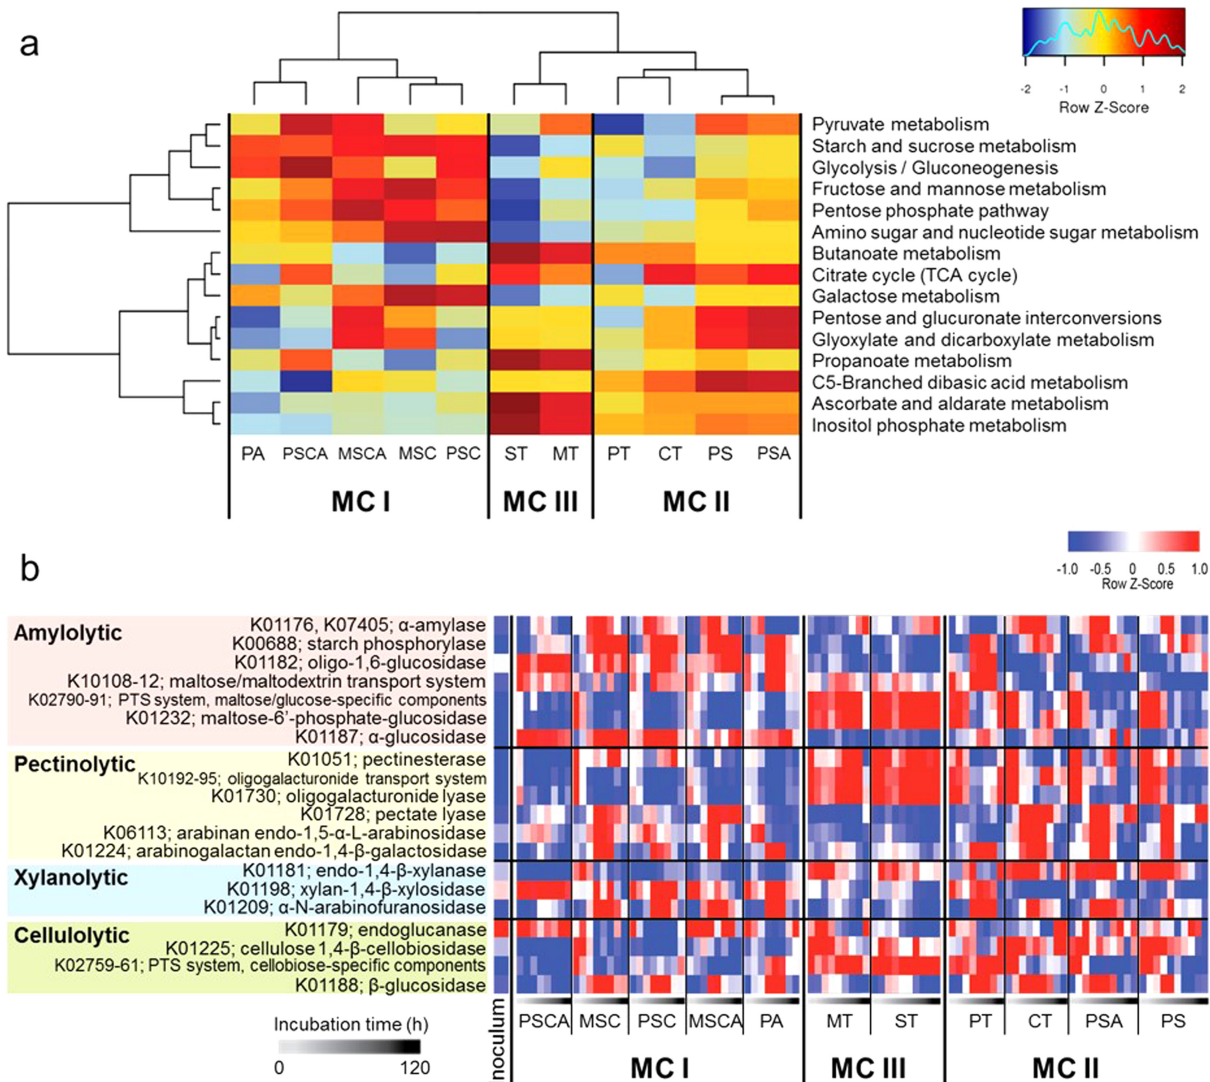 a
-2 -1 0 1 2
Row Z-Score
Pyruvate metabolism
Starch and sucrose metabolism
Glycolysis / Gluconeogenesis
Fructose and mannose metabolism
Pentose phosphate pathway
Amino sugar and nucleotide sugar metabolism
Butanoate metabolism
Citrate cycle (TCA cycle)
Galactose metabolism
Pentose and glucuronate interconversions
Glyoxylate and dicarboxylate metabolism
Propanoate metabolism
C5-Branched dibasic acid metabolism
Ascorbate and aldarate metabolism
Inositol phosphate metabolism
PA PSCA MSCA MSC PSC ST MT PT CT PS PSA
MC I MC III MC II
b
-1.0 -0.5 0 0.5 1.0
Row Z-Score
Amylolytic
K01176, K07405; α-amylase
K00688; starch phosphorylase
K01182; oligo-1,6-glucosidase
K10108-12; maltose/maltodextrin transport system
K02790-91; PTS system, maltose/glucose-specific components
K01232; maltose-6’-phosphate-glucosidase
K01187; α-glucosidase
Pectinolytic
K01051; pectinesterase
K10192-95; oligogalacturonide transport system
K01730; oligogalacturonide lyase
K01728; pectate lyase
K06113; arabinan endo-1,5-α-L-arabinosidase
K01224; arabinogalactan endo-1,4-β-galactosidase
Xylanolytic
K01181; endo-1,4-β-xylanase
K01198; xylan-1,4-β-xylosidase
K01209; α-N-arabinofuranosidase
Cellulolytic
K01179; endoglucanase
K01225; cellulose 1,4-β-cellobiosidase
K02759-61; PTS system, cellobiose-specific components
K01188; β-glucosidase
Incubation time (h)
0 120
noculum
PSCA MSC PSC MSCA PA MT ST PT CT PSA PS
MC I MC III MC II